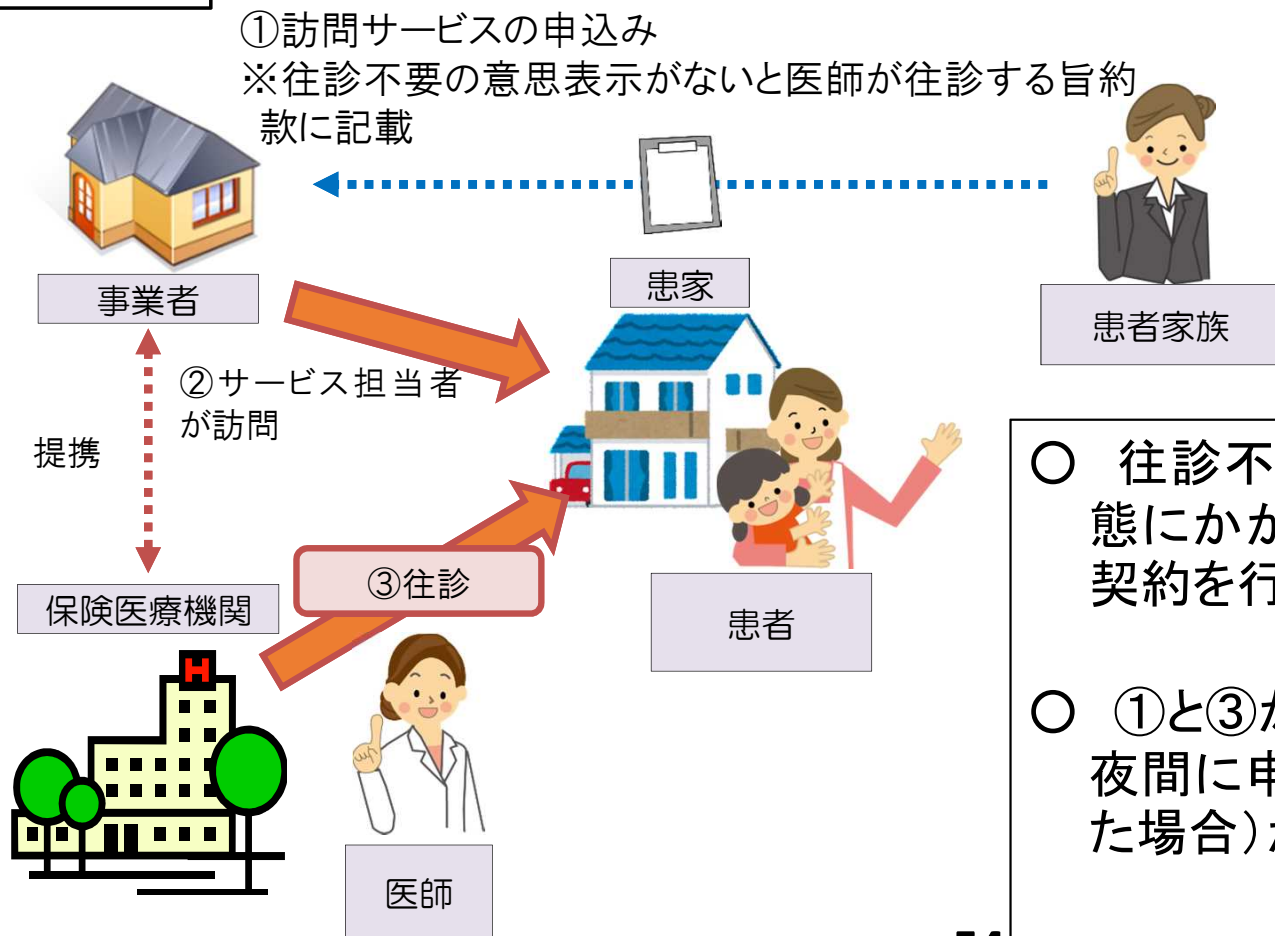 ①訪問サービスの申込み
※往診不要の意思表示がないと医師が往診する旨約
款に記載
事業者
患家
患者家族
②サービス担当者
が訪問
提携
③往診
保険医療機関
H
患者
医師
○ 往診不
態にかか
契約を行
○ ①と③か
夜間に申
た場合)か